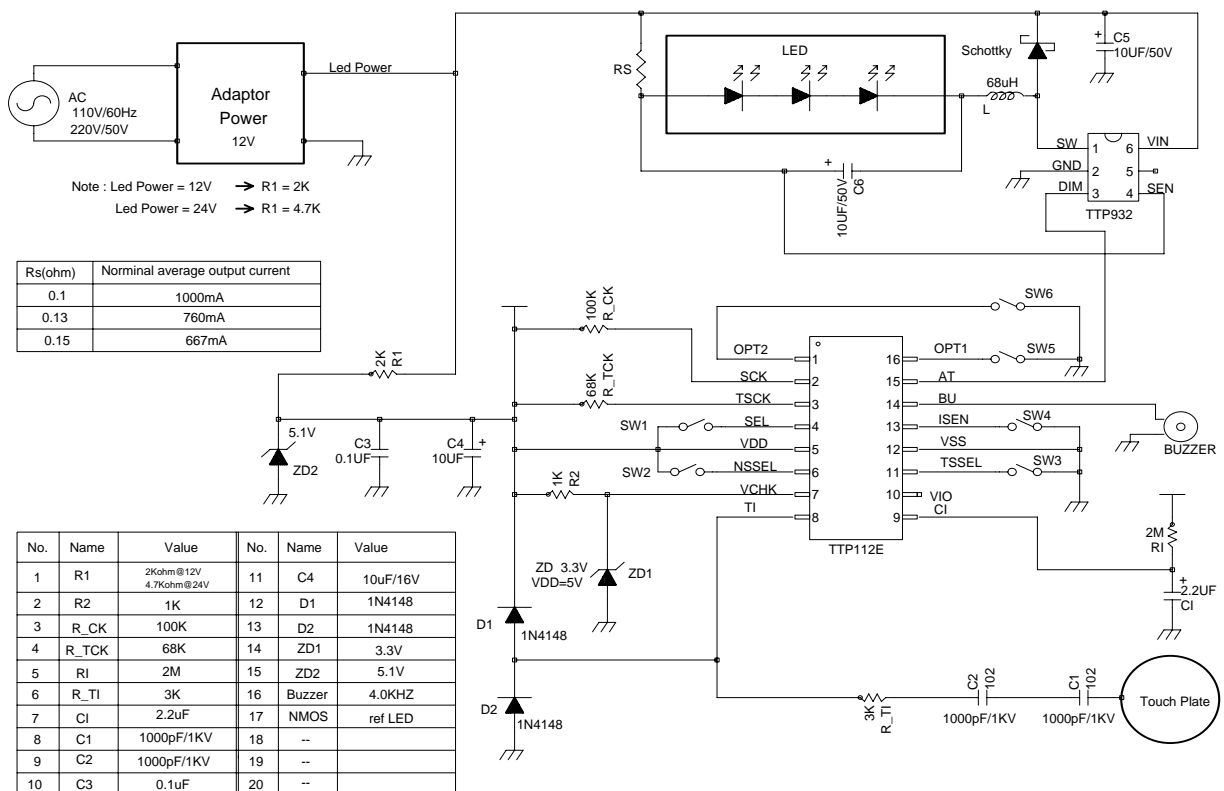 C5
10UF/50V
Schottky
LED
RS
68uH
L
Led Power
AC
110V/60Hz
220V/50V
Adaptor
Power
12V
SW 1 6 VIN
GND 2 5
DIM 3 4 SEN
TTP932
10UF/50V
C6
Note : Led Power = 12V → R1 = 2K
Led Power = 24V → R1 = 4.7K
Rs(ohm) Norminal average output current
0.1 1000mA
0.13 760mA
0.15 667mA
2K
R1
5.1V
ZD2
C3
0.1UF
C4
10UF
100K
R_CK
68K
R_TCK
SW1
SW2
1K
R2
SW6
SW5
OPT2 1 16 OPT1
SCK 2 15 AT
TSCK 3 14 BU
SEL 4 13 ISEN SW4
VDD 5 12 VSS
NSSEL 6 11 TSSEL SW3
VCHK 7 10 VIO
TI 8 9 CI
TTP112E
BUZZER
2M
RI
2.2UF
CI
ZD 3.3V
VDD=5V
ZD1
D1
1N4148
D2
1N4148
3K
R_TI
C2
102
1000pF/1KV
C1
102
1000pF/1KV
Touch Plate
No. Name Value No. Name Value
1 R1 2Kohm@12V 4.7Kohm@24V 11 C4 10uF/16V
2 R2 1K 12 D1 1N4148
3 R_CK 100K 13 D2 1N4148
4 R_TCK 68K 14 ZD1 3.3V
5 RI 2M 15 ZD2 5.1V
6 R_TI 3K 16 Buzzer 4.0KHZ
7 CI 2.2uF 17 NMOS ref LED
8 C1 1000pF/1KV 18 --
9 C2 1000pF/1KV 19 --
10 C3 0.1uF 20 --